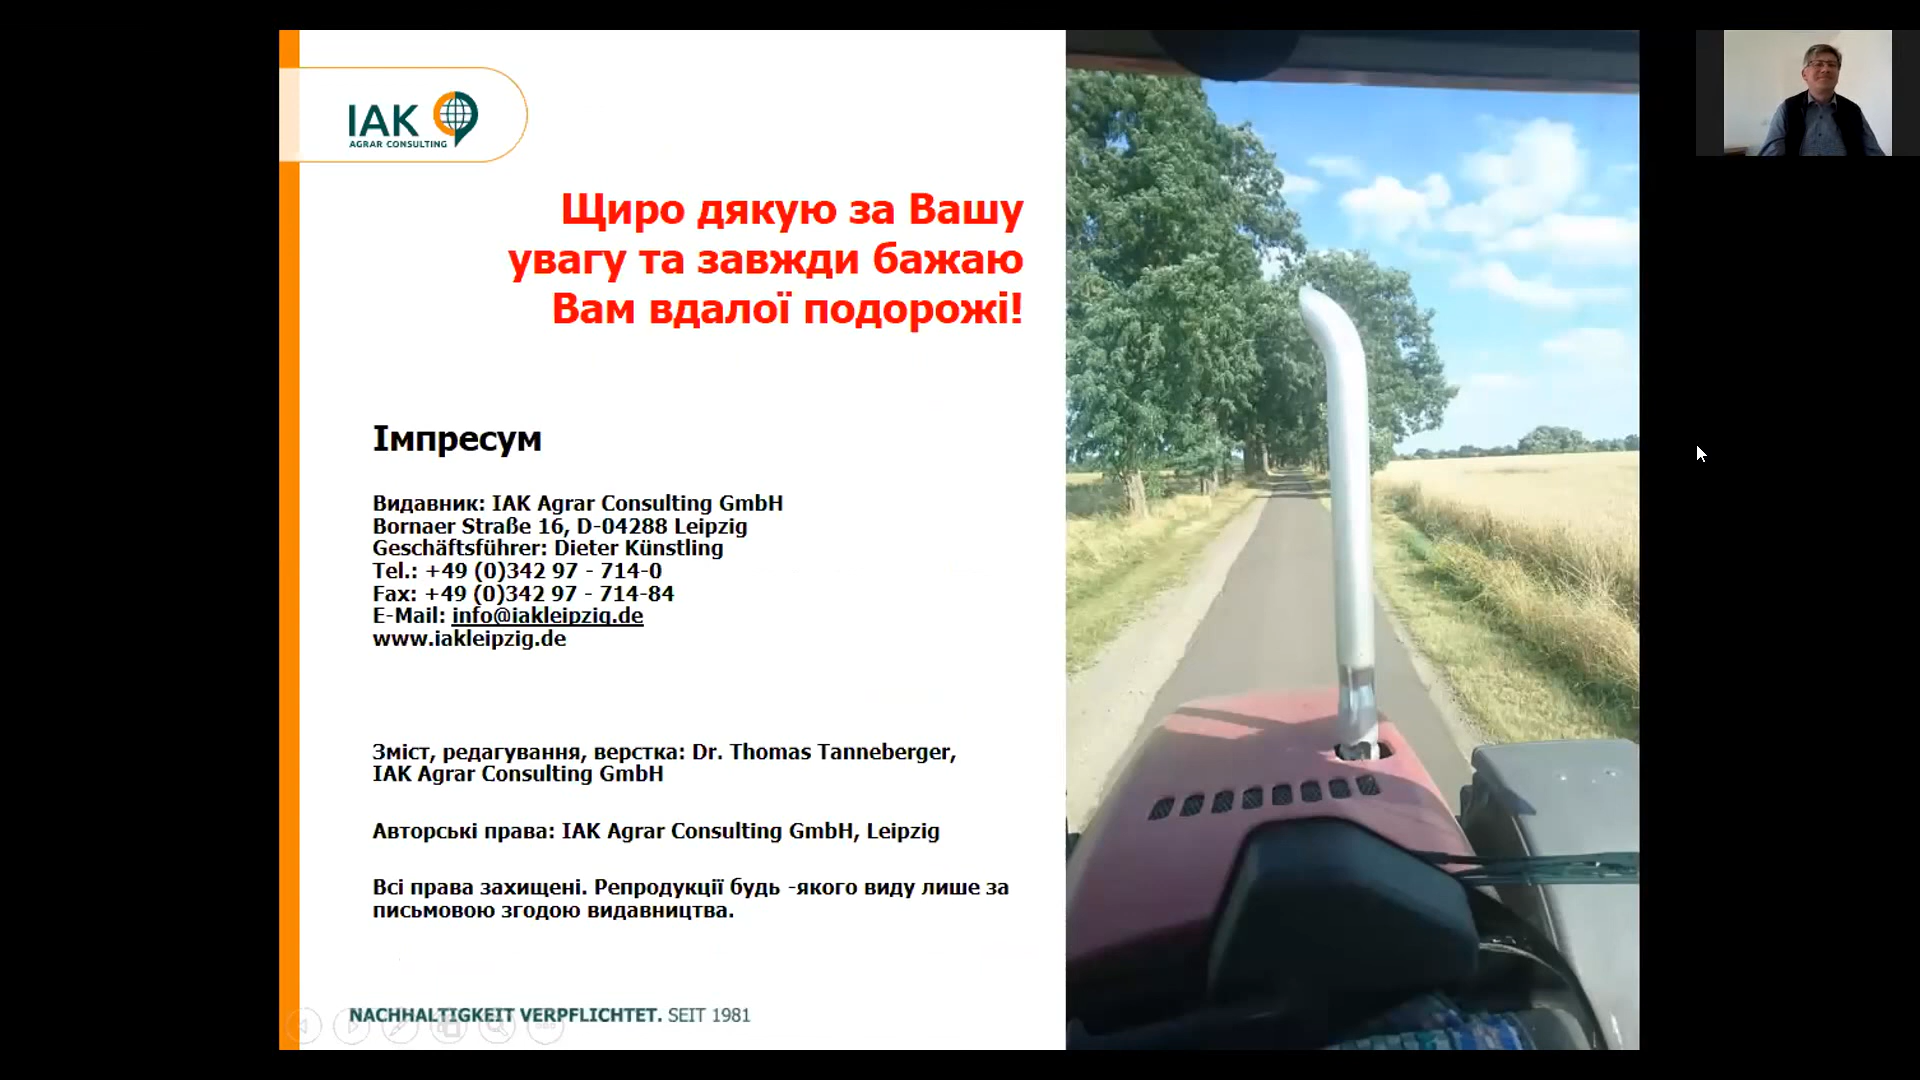 IAK
AGRAR CONSULTING
Щиро дякую за Вашу
увагу та завжди бажаю
Вам вдалої подорожі!
Імпресум
Видавник: IAK Agrar Consulting GmbH
Bornaer Straße 16, D-04288 Leipzig
Geschäftsführer: Dieter Künstling
Tel.: +49 (0)342 97 - 714-0
Fax: +49 (0)342 97 - 714-84
E-Mail: info@iakleipzig.de
www.iakleipzig.de
Зміст, редагування, верстка: Dr. Thomas Tanneberger,
IAK Agrar Consulting GmbH
Авторські права: IAK Agrar Consulting GmbH, Leipzig
Всі права захищені. Репродукції будь -якого виду лише за
письмовою згодою видавництва.
NACHHALTIGKEIT VERPFLICHTET. SEIT 1981